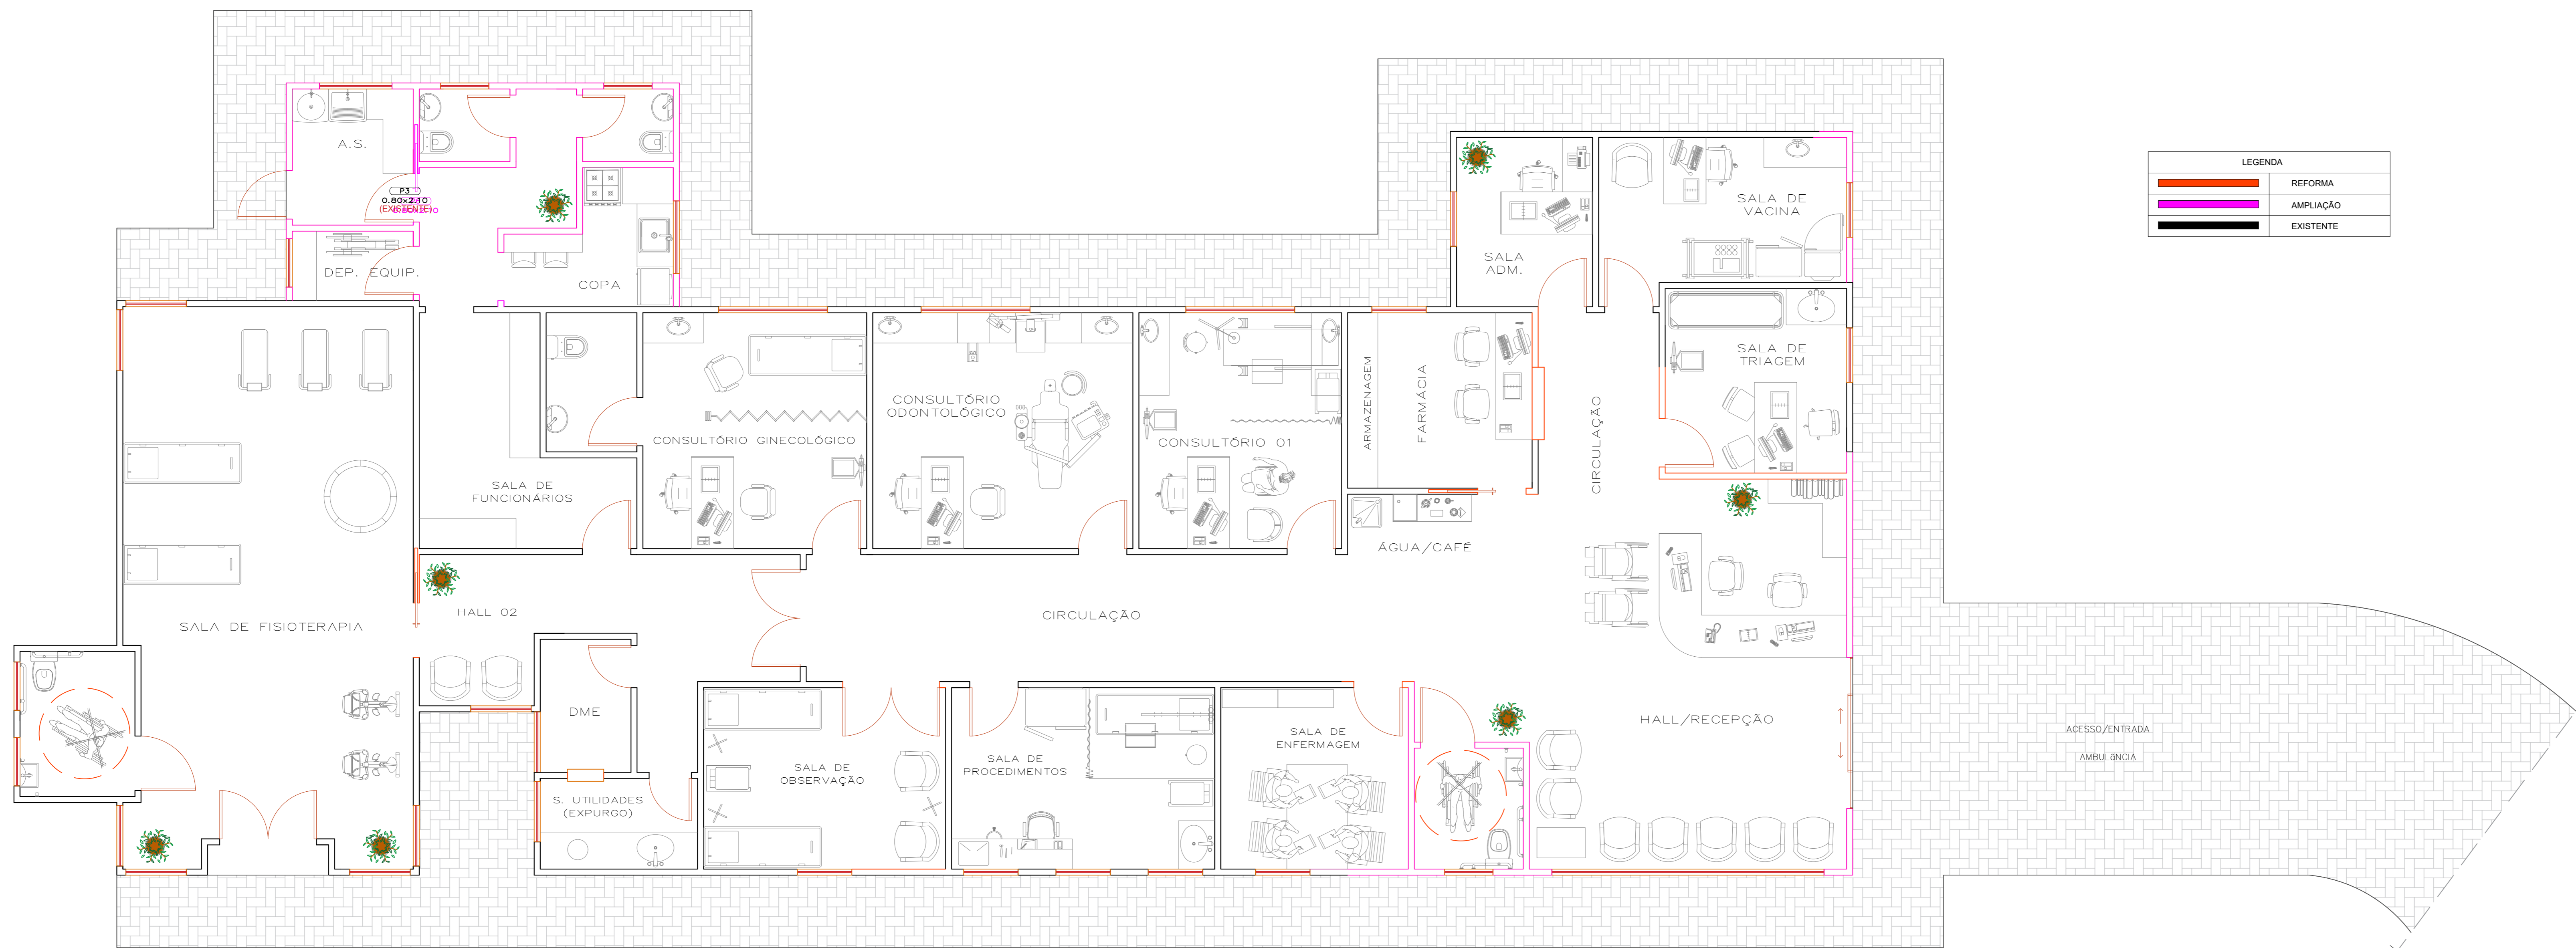 LEGENDA
REFORMA
AMPLIAÇÃO
EXISTENTE
A.S.
P3
0.80x2.10
(EXISTENTE)
DEP. EQUIP.
COPA
SALA
ADM.
SALA DE
VACINA
SALA DE
TRIAGEM
CONSULTÓRIO
ODONTOLÓGICO
CONSULTÓRIO GINECOLÓGICO
CONSULTÓRIO 01
ARMAZENAGEM
FARMÁCIA
CIRCULAÇÃO
SALA DE
FUNCIONÁRIOS
ÁGUA/CAFÉ
HALL 02
CIRCULAÇÃO
SALA DE FISIOTERAPIA
DME
HALL/RECEPÇÃO
SALA DE
OBSERVAÇÃO
SALA DE
PROCEDIMENTOS
SALA DE
ENFERMAGEM
S. UTILIDADES
(EXPURGO)
ACESSO/ENTRADA
AMBULâNCIA